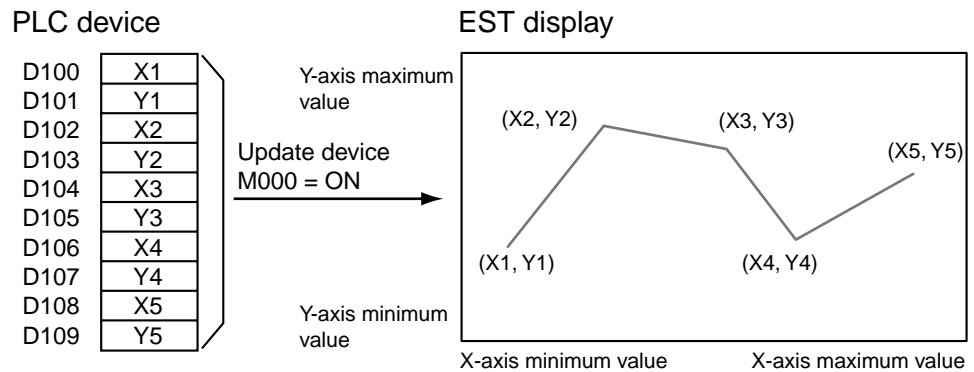 PLC device
EST display
D100 X1
D101 Y1
D102 X2
D103 Y2
D104 X3
D105 Y3
D106 X4
D107 Y4
D108 X5
D109 Y5
Update device
M000 = ON
Y-axis maximum
value
Y-axis minimum
value
(X2, Y2)
(X3, Y3)
(X5, Y5)
(X1, Y1)
(X4, Y4)
X-axis minimum value
X-axis maximum value